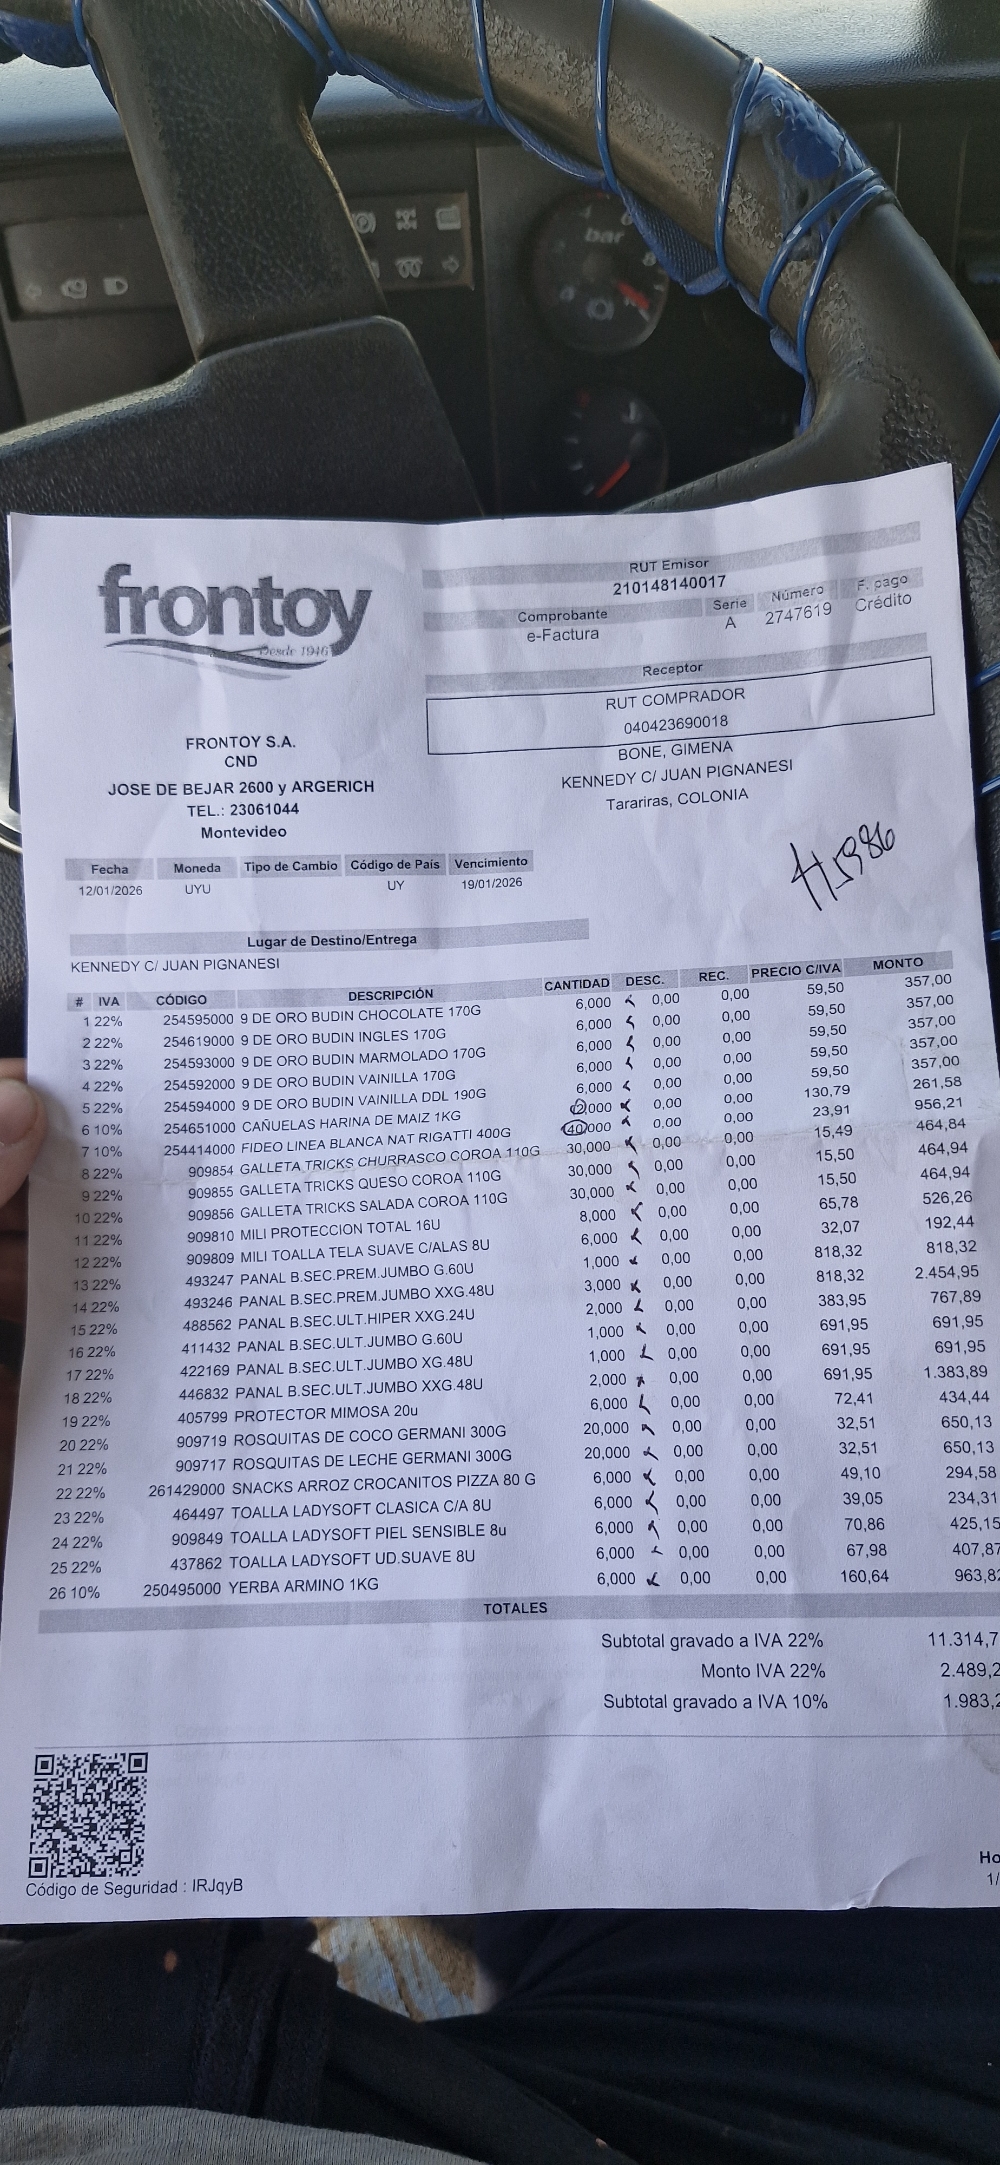 bar
frontoy
Desde 1946
RUT Emisor
210148140017
Comprobante Serie Número F. pago
e-Factura A 2747619 Crédito
Receptor
RUT COMPRADOR
040423690018
BONE, GIMENA
KENNEDY C/ JUAN PIGNANESI
Tarariras, COLONIA
FRONTOY S.A.
CND
JOSE DE BEJAR 2600 y ARGERICH
TEL.: 23061044
Montevideo
Fecha Moneda Tipo de Cambio Código de País Vencimiento
12/01/2026 UYU UY 19/01/2026
Lugar de Destino/Entrega
KENNEDY C/ JUAN PIGNANESI
# IVA CÓDIGO DESCRIPCIÓN CANTIDAD DESC. REC. PRECIO C/IVA MONTO
1 22% 254595000 9 DE ORO BUDIN CHOCOLATE 170G 6,000 0,00 0,00 59,50 357,00
2 22% 254619000 9 DE ORO BUDIN INGLES 170G 6,000 0,00 0,00 59,50 357,00
3 22% 254593000 9 DE ORO BUDIN MARMOLADO 170G 6,000 0,00 0,00 59,50 357,00
4 22% 254592000 9 DE ORO BUDIN VAINILLA 170G 6,000 0,00 0,00 59,50 357,00
5 22% 254594000 9 DE ORO BUDIN VAINILLA DDL 190G 6,000 0,00 0,00 59,50 357,00
6 10% 254651000 CAÑUELAS HARINA DE MAIZ 1KG 2,000 0,00 0,00 130,79 261,58
7 10% 254414000 FIDEO LINEA BLANCA NAT RIGATTI 400G 40,000 0,00 0,00 23,91 956,21
8 22% 909854 GALLETA TRICKS CHURRASCO COROA 110G 30,000 0,00 0,00 15,49 464,84
9 22% 909855 GALLETA TRICKS QUESO COROA 110G 30,000 0,00 0,00 15,50 464,94
10 22% 909856 GALLETA TRICKS SALADA COROA 110G 30,000 0,00 0,00 15,50 464,94
11 22% 909810 MILI PROTECCION TOTAL 16U 8,000 0,00 0,00 65,78 526,26
12 22% 909809 MILI TOALLA TELA SUAVE C/ALAS 8U 6,000 0,00 0,00 32,07 192,44
13 22% 493247 PANAL B.SEC.PREM.JUMBO G.60U 1,000 0,00 0,00 818,32 818,32
14 22% 493246 PANAL B.SEC.PREM.JUMBO XXG.48U 3,000 0,00 0,00 818,32 2.454,95
15 22% 488562 PANAL B.SEC.ULT.HIPER XXG.24U 2,000 0,00 0,00 383,95 767,89
16 22% 411432 PANAL B.SEC.ULT.JUMBO G.60U 1,000 0,00 0,00 691,95 691,95
17 22% 422169 PANAL B.SEC.ULT.JUMBO XG.48U 1,000 0,00 0,00 691,95 691,95
18 22% 446832 PANAL B.SEC.ULT.JUMBO XXG.48U 2,000 0,00 0,00 691,95 1.383,89
19 22% 405799 PROTECTOR MIMOSA 20u 6,000 0,00 0,00 72,41 434,44
20 22% 909719 ROSQUITAS DE COCO GERMANI 300G 20,000 0,00 0,00 32,51 650,13
21 22% 909717 ROSQUITAS DE LECHE GERMANI 300G 20,000 0,00 0,00 32,51 650,13
22 22% 261429000 SNACKS ARROZ CROCANITOS PIZZA 80 G 6,000 0,00 0,00 49,10 294,58
23 22% 464497 TOALLA LADYSOFT CLASICA C/A 8U 6,000 0,00 0,00 39,05 234,31
24 22% 909849 TOALLA LADYSOFT PIEL SENSIBLE 8u 6,000 0,00 0,00 70,86 425,15
25 22% 437862 TOALLA LADYSOFT UD.SUAVE 8U 6,000 0,00 0,00 67,98 407,87
26 10% 250495000 YERBA ARMINO 1KG 6,000 0,00 0,00 160,64 963,82
TOTALES
Subtotal gravado a IVA 22% 11.314,7
Monto IVA 22% 2.489,2
Subtotal gravado a IVA 10% 1.983,2
Código de Seguridad : IRJqyB
Ho
1/